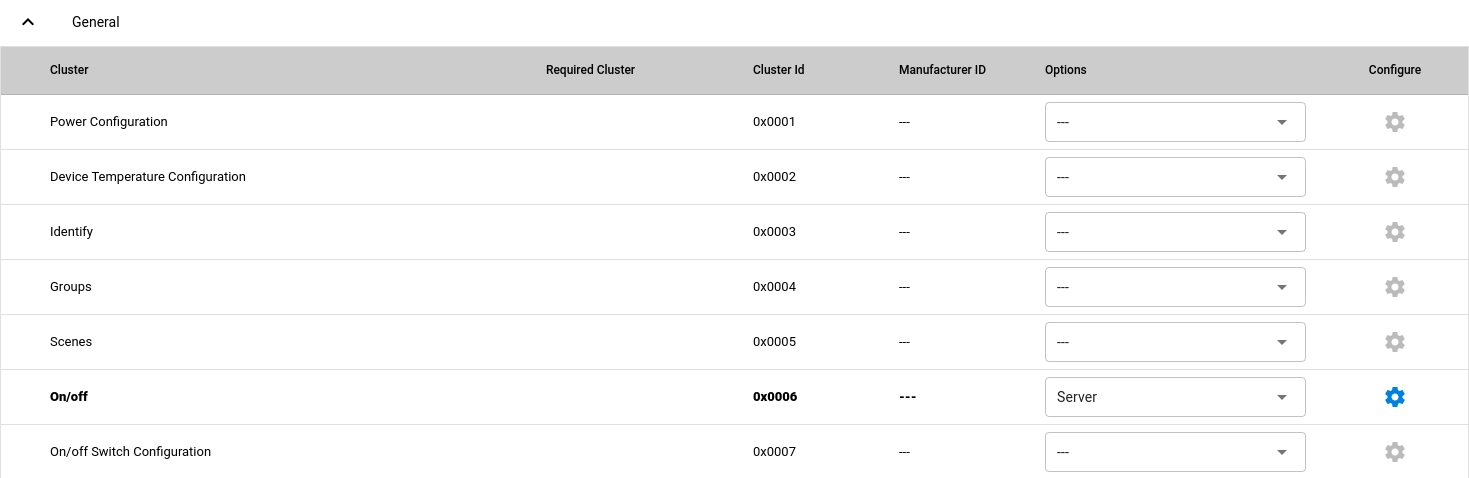 General
Cluster Required Cluster Cluster Id Manufacturer ID Options Configure
Power Configuration 0x0001 --- ---
Device Temperature Configuration 0x0002 --- ---
Identify 0x0003 --- ---
Groups 0x0004 --- ---
Scenes 0x0005 --- ---
On/off 0x0006 --- Server
On/off Switch Configuration 0x0007 --- ---